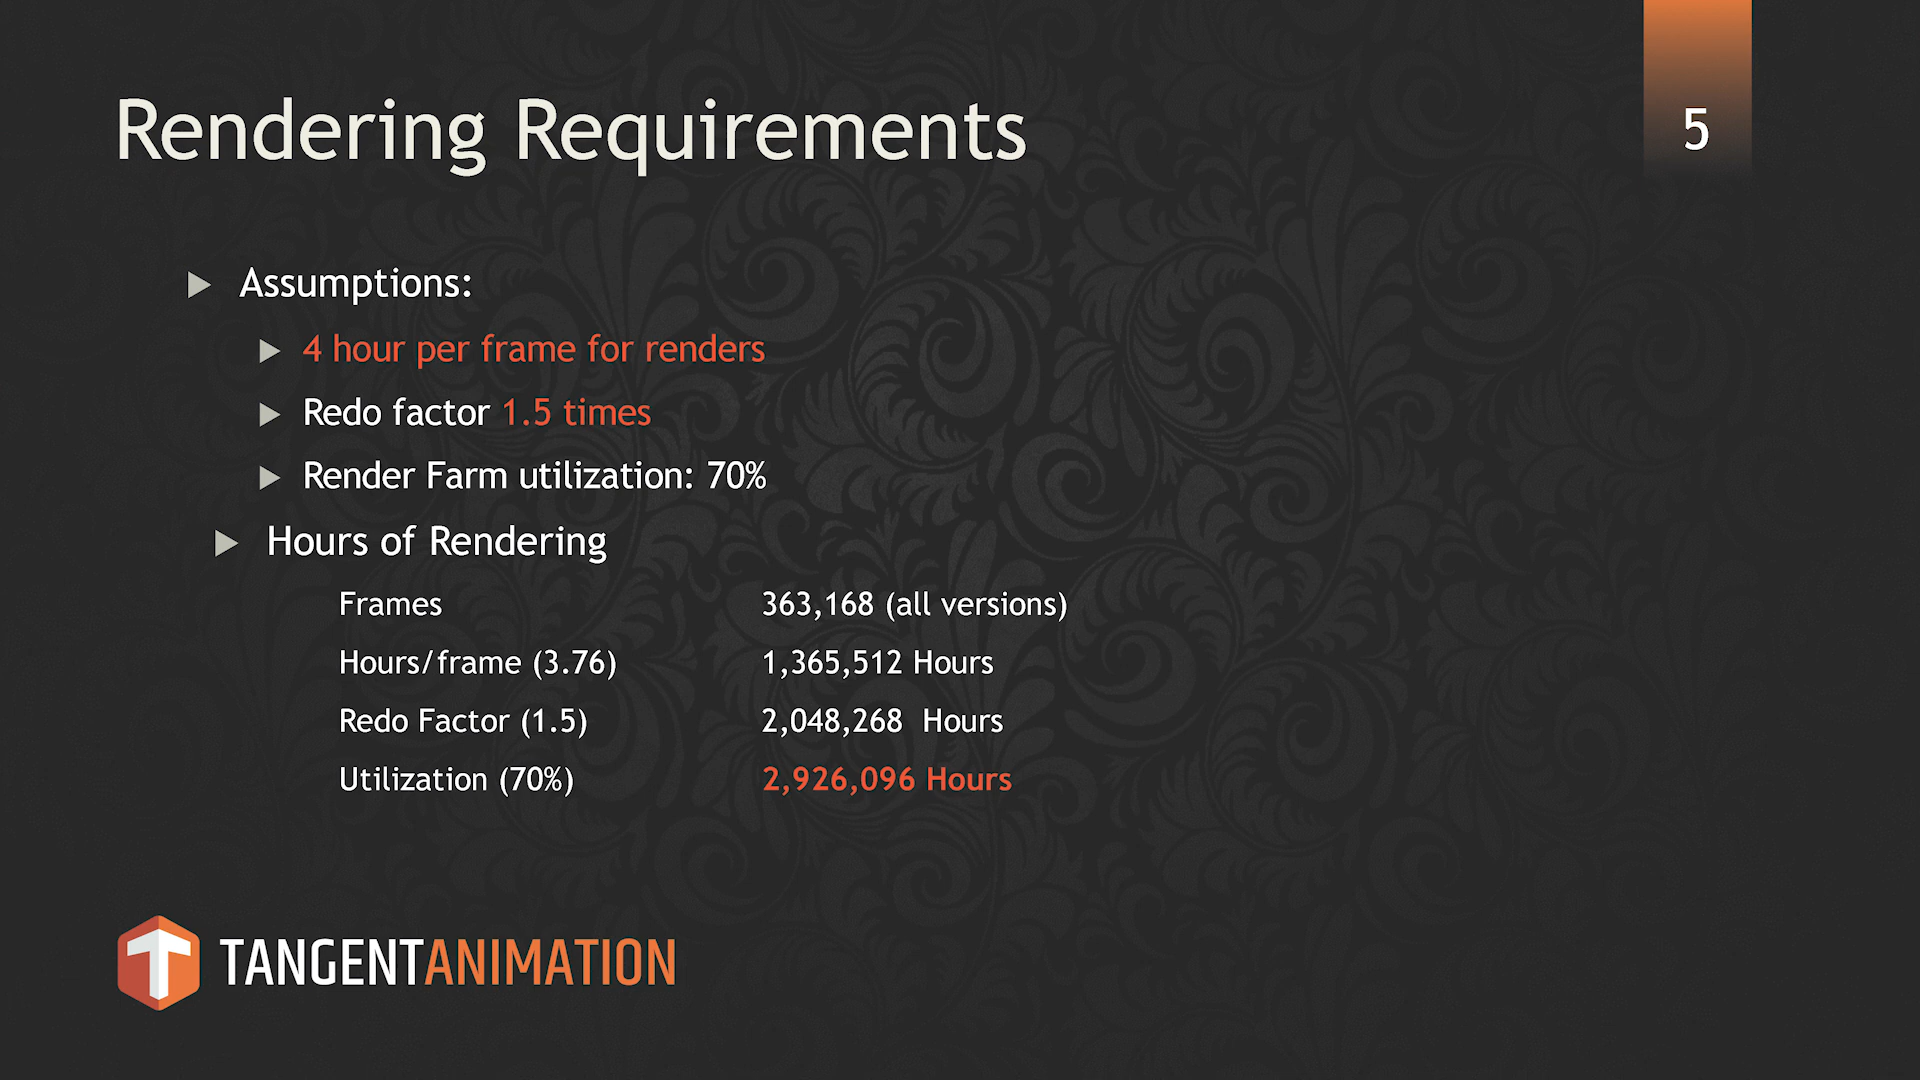 Rendering Requirements
5
Assumptions:
4 hour per frame for renders
Redo factor 1.5 times
Render Farm utilization: 70%
Hours of Rendering
Frames 363,168 (all versions)
Hours/frame (3.76) 1,365,512 Hours
Redo Factor (1.5) 2,048,268 Hours
Utilization (70%) 2,926,096 Hours
TANGENTANIMATION